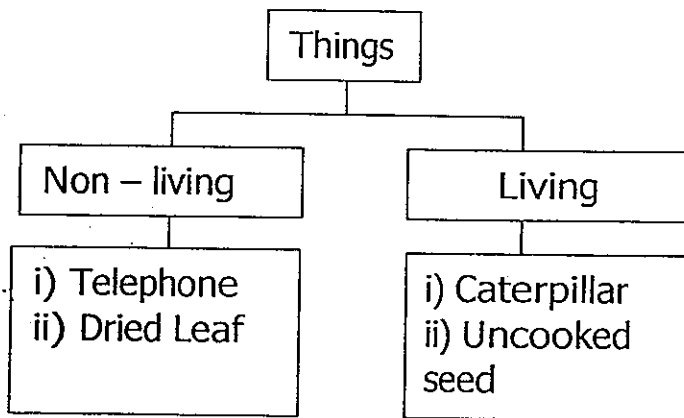 Things
Non – living
Living
i) Telephone
ii) Dried Leaf
i) Caterpillar
ii) Uncooked
seed